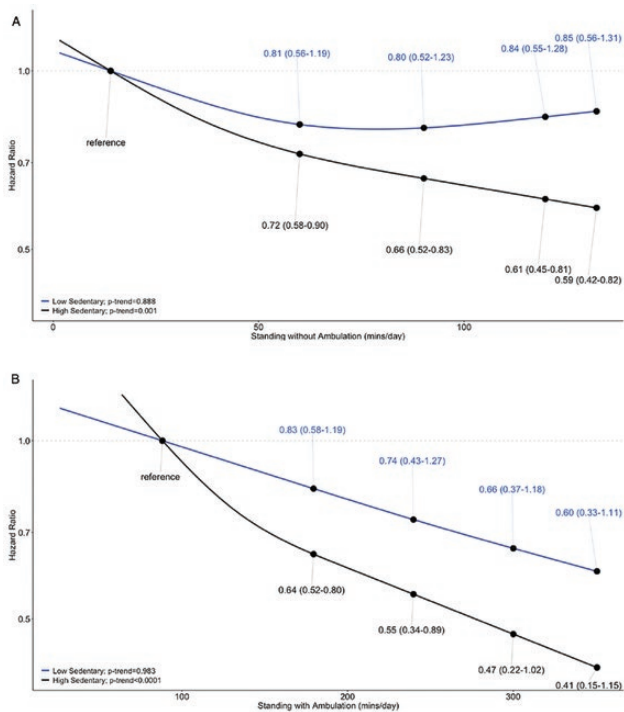 A
0.85 (0.56-1.31)
0.81 (0.56-1.19)
0.80 (0.52-1.23)
0.84 (0.55-1.28)
1.0
reference
Hazard Ratio
0.7
0.72 (0.58-0.90)
0.66 (0.52-0.83)
0.5
0.61 (0.45-0.81)
0.59 (0.42-0.82)
Low Sedentary; p-trend=0.888
High Sedentary; p-trend=0.001
0
50
100
Standing without Ambulation (mins/day)
B
0.83 (0.58-1.19)
1.0
0.74 (0.43-1.27)
reference
0.66 (0.37-1.18)
0.60 (0.33-1.11)
Hazard Ratio
0.7
0.64 (0.52-0.80)
0.5
0.55 (0.34-0.89)
Low Sedentary; p-trend=0.983
0.47 (0.22-1.02)
High Sedentary; p-trend<0.0001
0.41 (0.15-1.15)
100
200
300
Standing with Ambulation (mins/day)